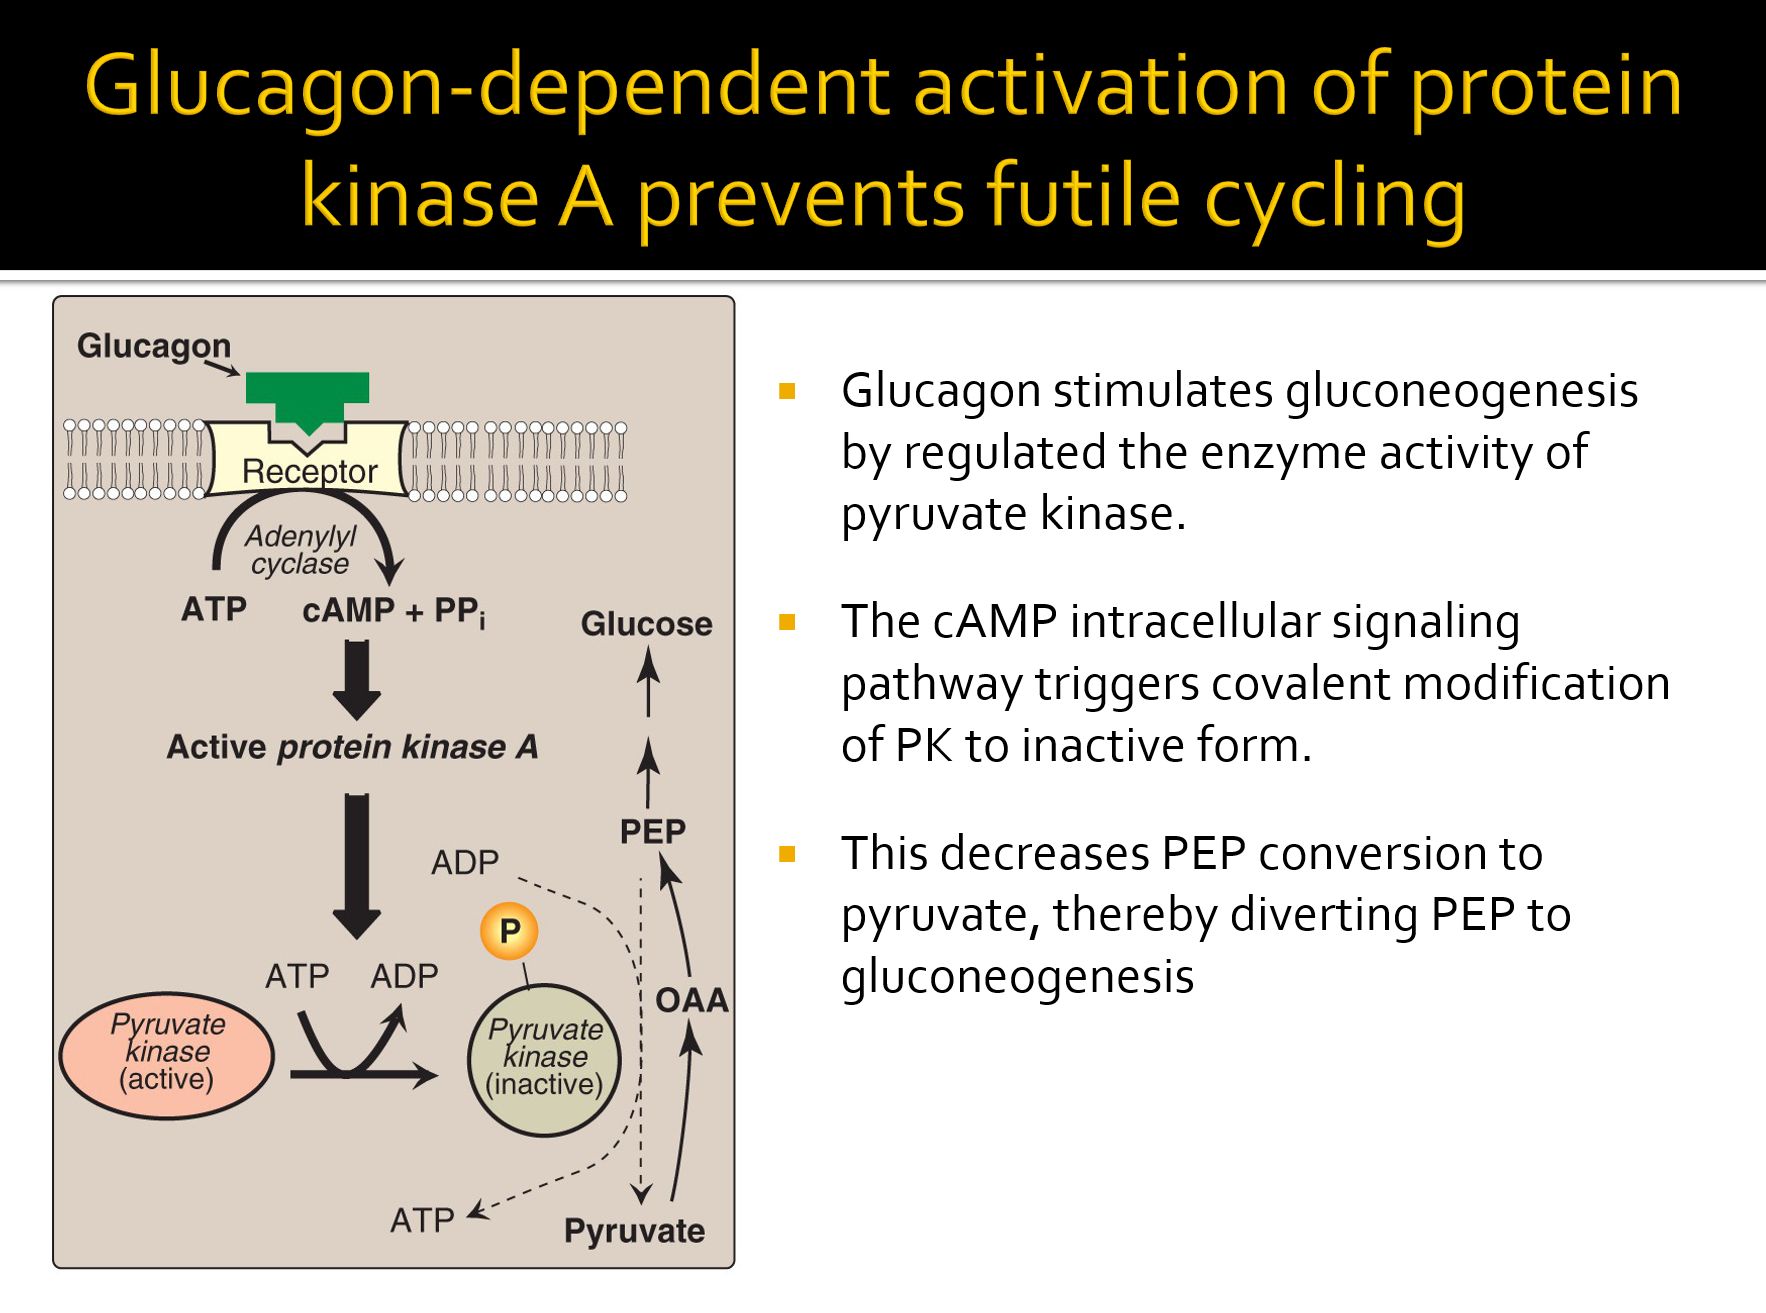 Glucagon-dependent activation of protein
kinase A prevents futile cycling
Glucagon
Receptor
Adenylyl
cyclase
ATP cAMP + PPi
Glucose
Active protein kinase A
PEP
ADP
P
ATP ADP
OAA
Pyruvate
kinase
(active)
Pyruvate
kinase
(inactive)
ATP
Pyruvate
Glucagon stimulates gluconeogenesis
by regulated the enzyme activity of
pyruvate kinase.
The cAMP intracellular signaling
pathway triggers covalent modification
of PK to inactive form.
This decreases PEP conversion to
pyruvate, thereby diverting PEP to
gluconeogenesis